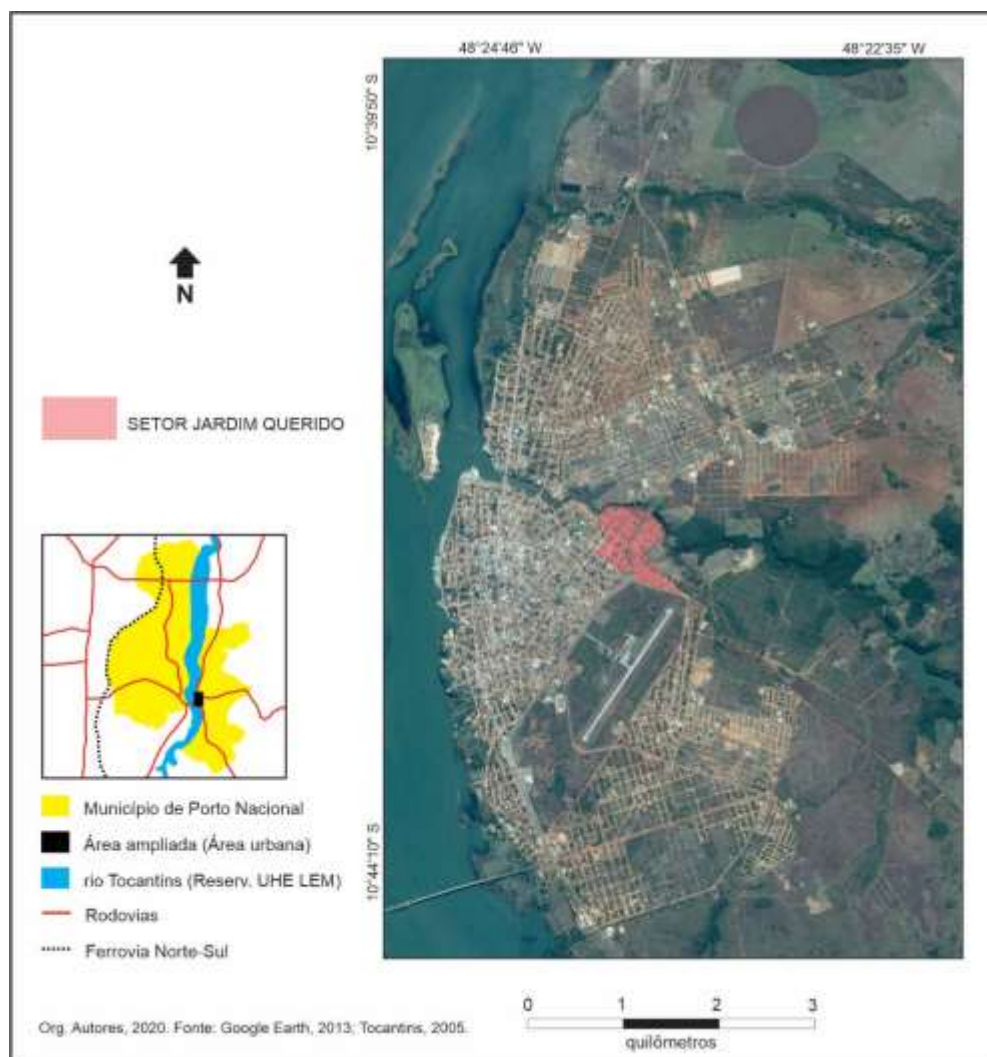 48°24'46" W
48°22'35" W
10°39'50" S
N
SETOR JARDIM QUERIDO
10°44'10" S
Município de Porto Nacional
Área ampliada (Área urbana)
rio Tocantins (Reserv. UHE LEM)
Rodovias
Ferrovia Norte-Sul
0 1 2 3
quilômetros
Org. Autores, 2020. Fonte: Google Earth, 2013; Tocantins, 2005.